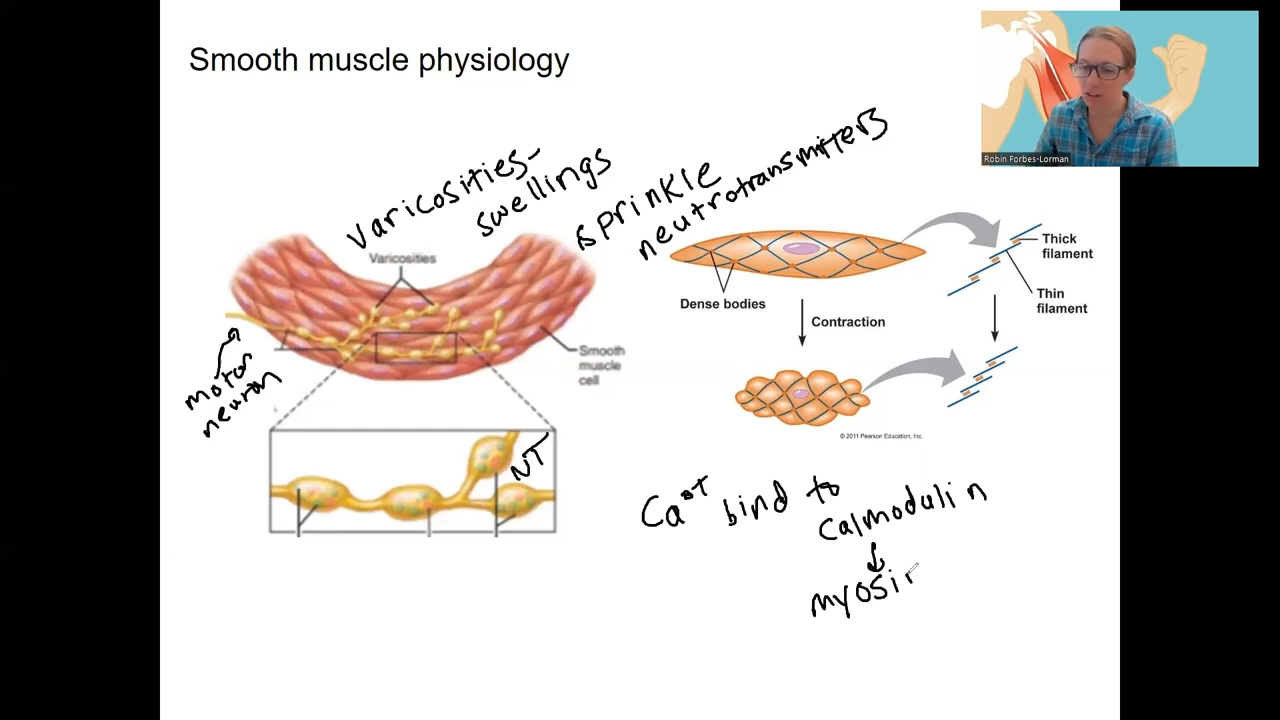 Smooth muscle physiology
Robin Forbes-Lorman
varicosities-
swellings
sprinkle
neutrotransmitters
Varicosities
Smooth
muscle
cell
motor
neuron
NT
Dense bodies
Contraction
Thick
filament
Thin
filament
© 2011 Pearson Education, Inc.
Ca2+ bind to
calmodulin
↓
myosin